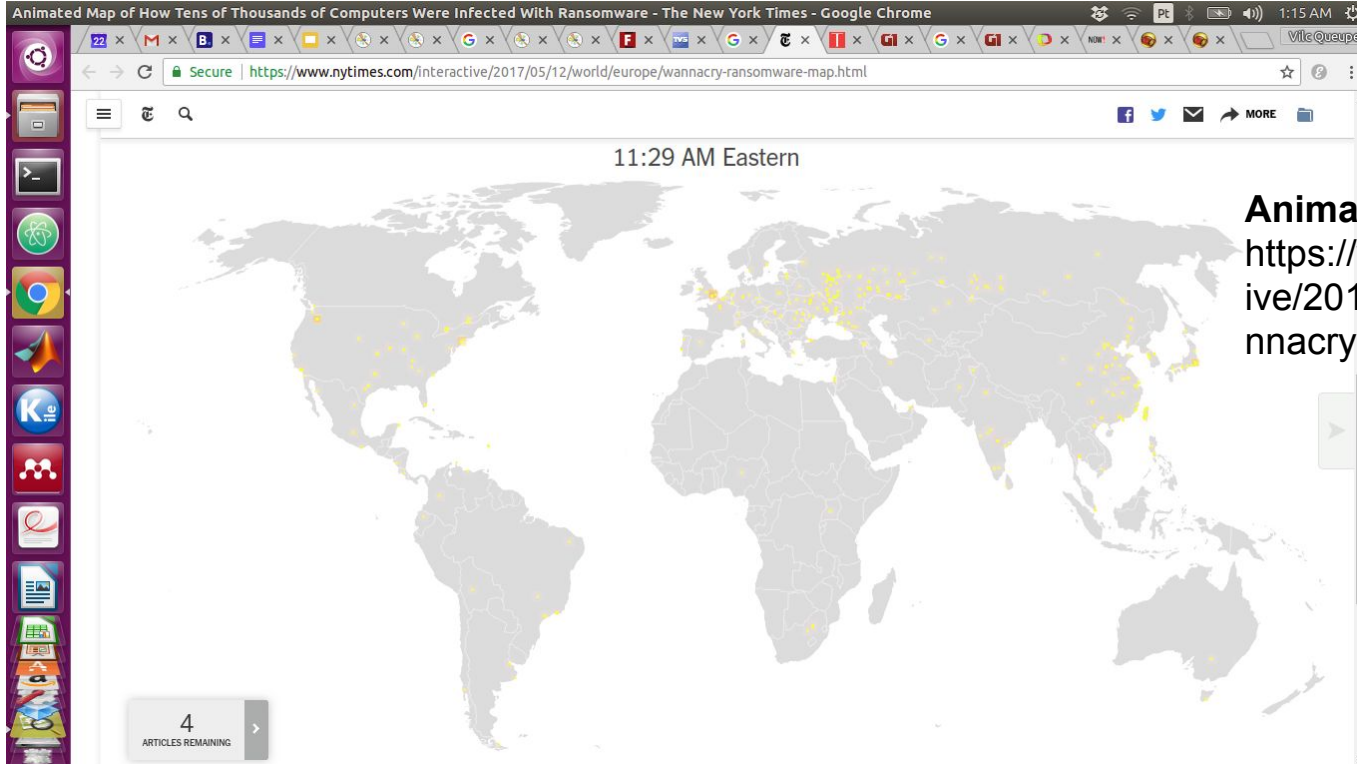 Animated Map of How Tens of Thousands of Computers Were Infected With Ransomware - The New York Times - Google Chrome
Pt
1:15 AM
22
Secure | https://www.nytimes.com/interactive/2017/05/12/world/europe/wannacry-ransomware-map.html
MORE
11:29 AM Eastern
Anima
https://
ive/201
nnacry
4
ARTICLES REMAINING